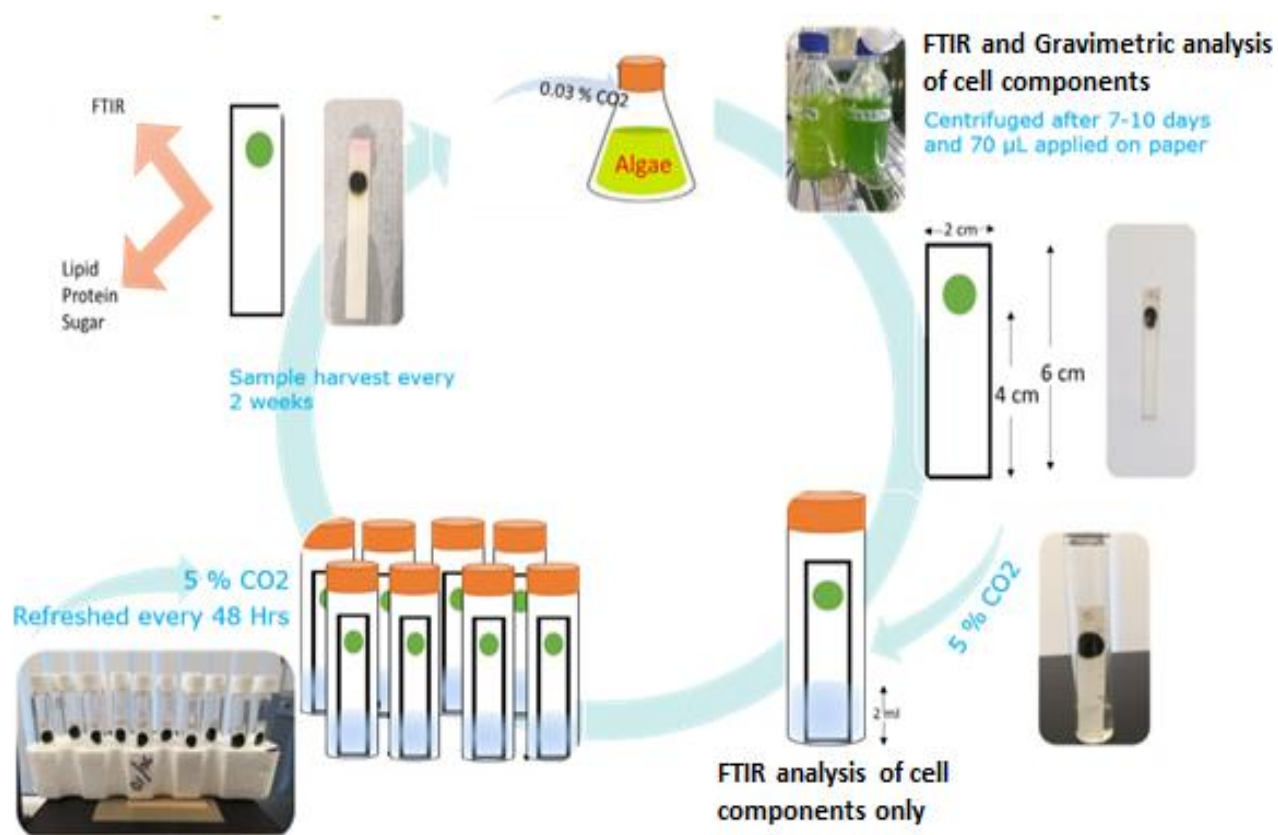 FTIR
Lipid
Protein
Sugar
0.03 % CO2
Algae
FTIR and Gravimetric analysis
of cell components
Centrifuged after 7-10 days
and 70 µL applied on paper
2 cm
4 cm
6 cm
5 % CO2
2 ml
FTIR analysis of cell
components only
5 % CO2
Refreshed every 48 Hrs
Sample harvest every
2 weeks